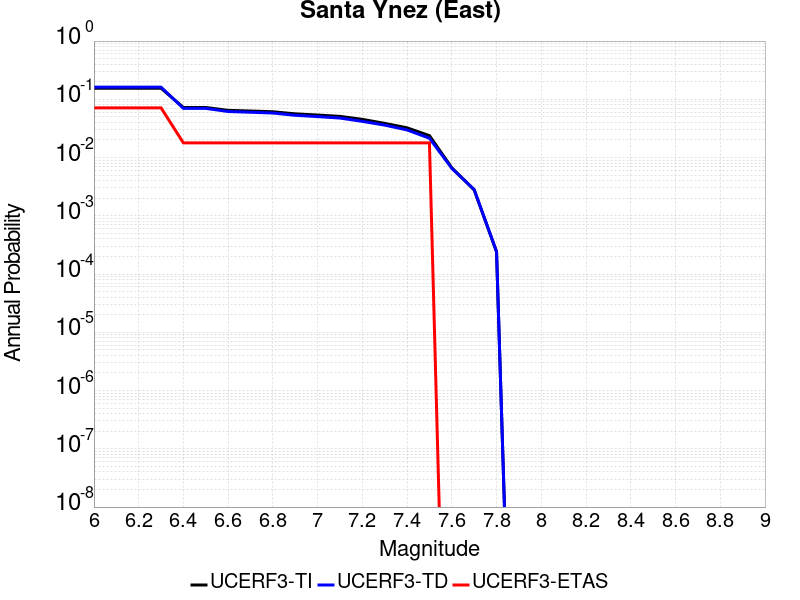 Santa Ynez (East)
10^0
10^-1
10^-2
10^-3
10^-4
10^-5
10^-6
10^-7
10^-8
Annual Probability
6 6.2 6.4 6.6 6.8 7 7.2 7.4 7.6 7.8 8 8.2 8.4 8.6 8.8 9
Magnitude
UCERF3-TI UCERF3-TD UCERF3-ETAS